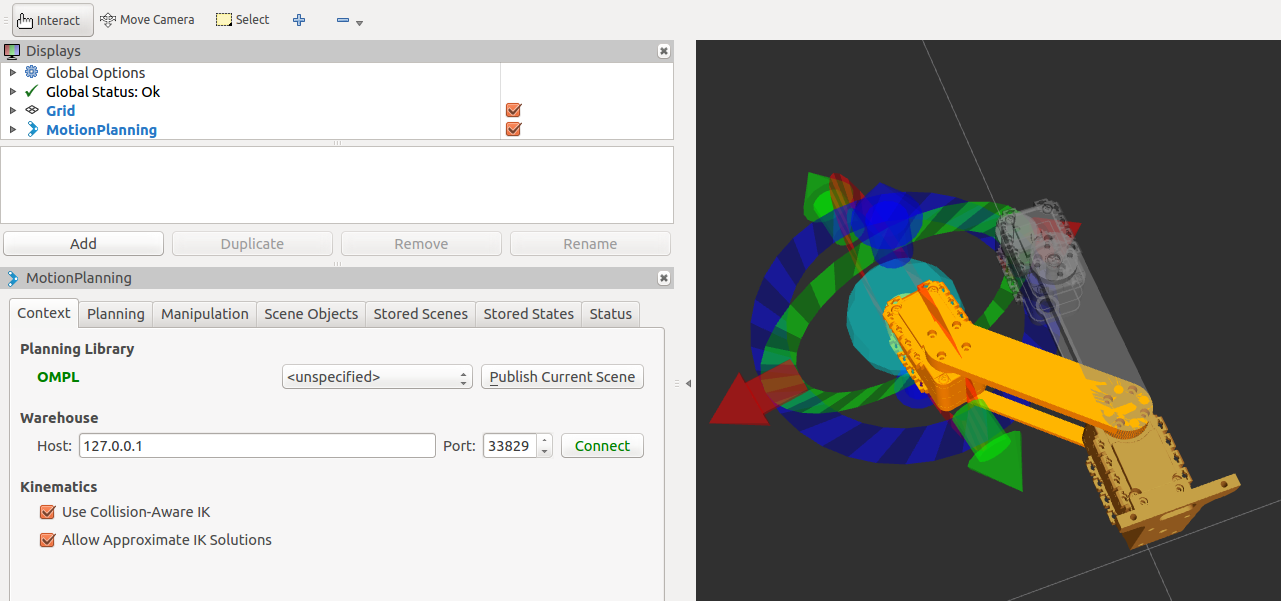 Interact Move Camera Select
Displays
Global Options
Global Status: Ok
Grid
MotionPlanning
Add Duplicate Remove Rename
MotionPlanning
Context Planning Manipulation Scene Objects Stored Scenes Stored States Status
Planning Library
OMPL <unspecified> Publish Current Scene
Warehouse
Host: 127.0.0.1 Port: 33829 Connect
Kinematics
Use Collision-Aware IK
Allow Approximate IK Solutions